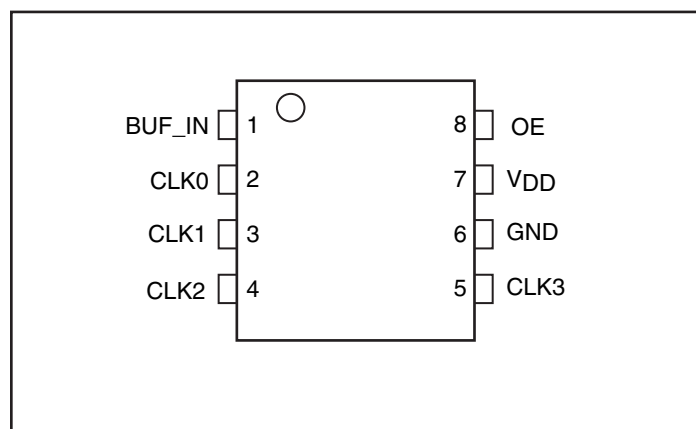 BUF_IN 1 8 OE
CLK0 2 7 VDD
CLK1 3 6 GND
CLK2 4 5 CLK3